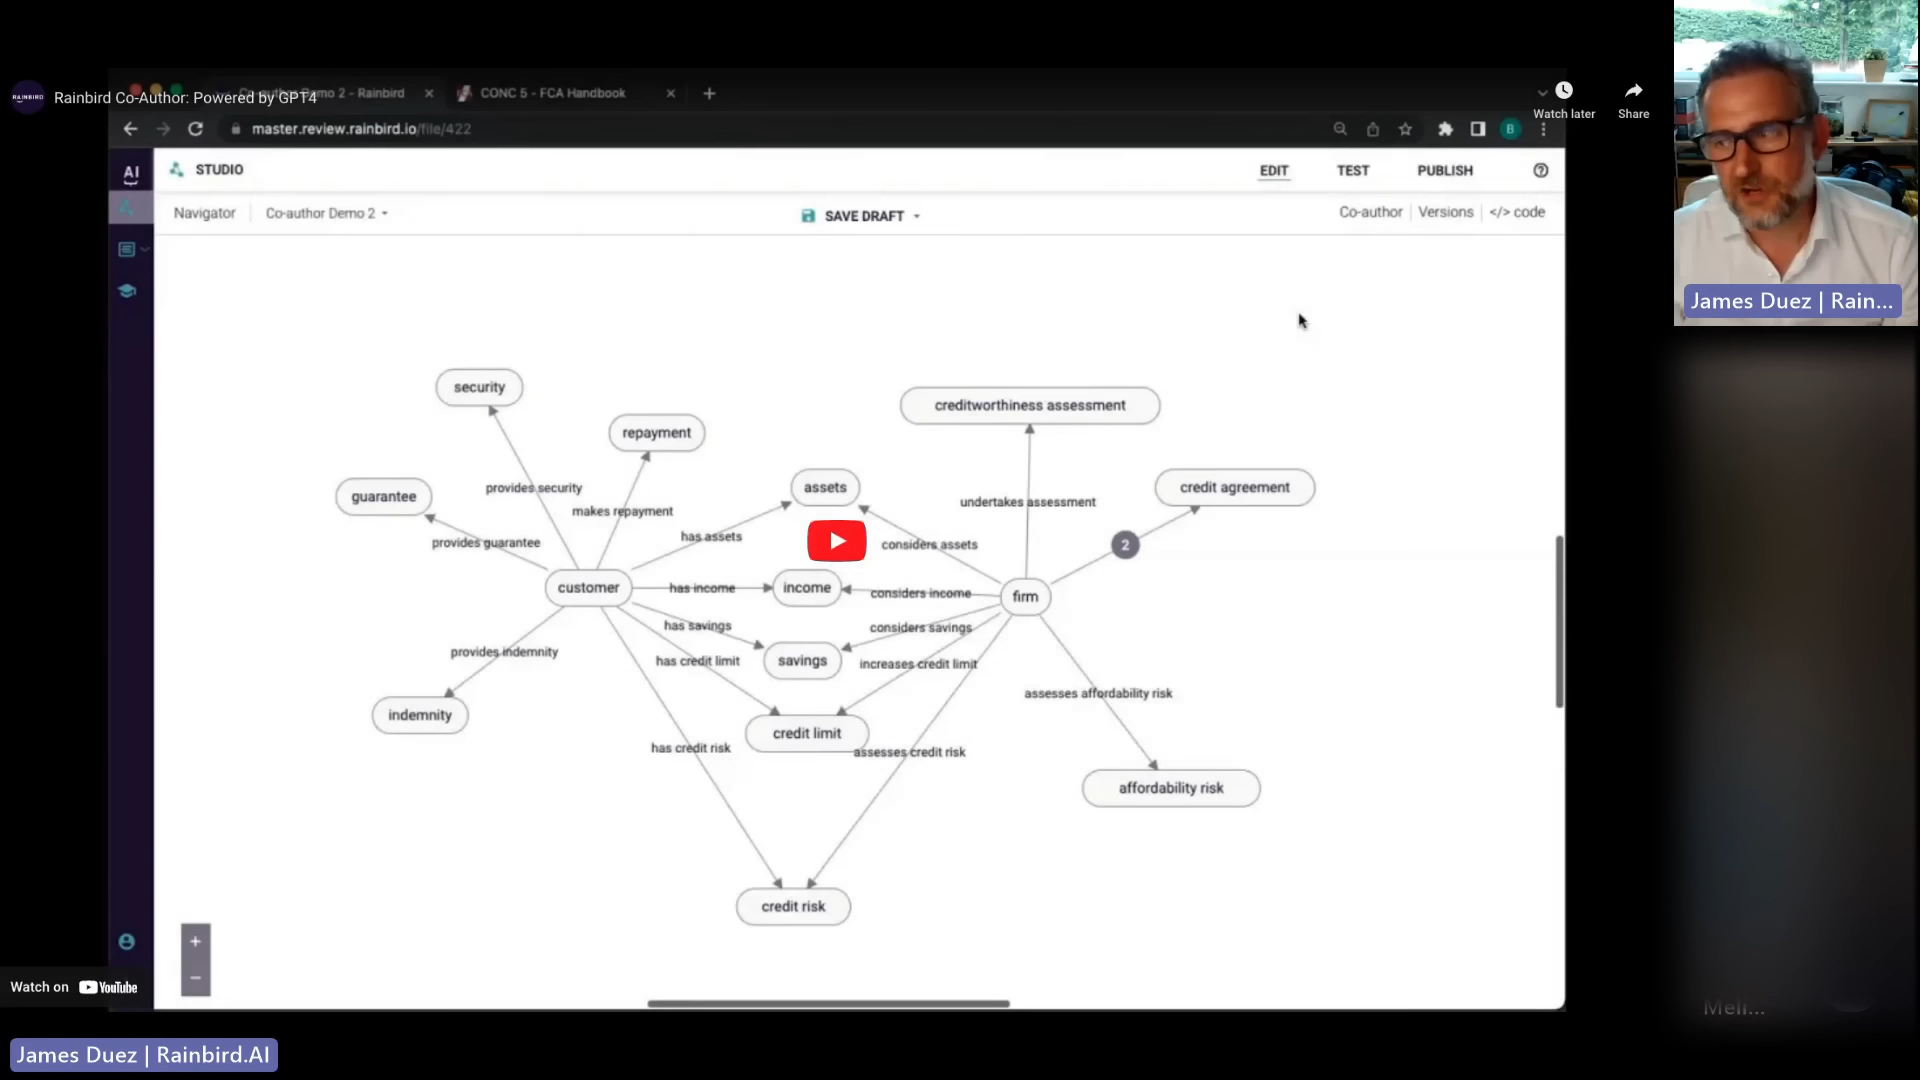 RAINBIRD
Rainbird Co-Author: Powered by GPT4
Co-author Demo 2 - Rainbird
CONC 5 - FCA Handbook
Watch later
Share
master.review.rainbird.io/file/422
B
AI
STUDIO
EDIT
TEST
PUBLISH
Navigator
Co-author Demo 2
SAVE DRAFT
Co-author
Versions
</> code
James Duez | Rain...
security
creditworthiness assessment
repayment
assets
credit agreement
guarantee
provides security
undertakes assessment
makes repayment
has assets
considers assets
2
provides guarantee
customer
has income
income
considers income
firm
has savings
considers savings
provides indemnity
has credit limit
savings
increases credit limit
assesses affordability risk
indemnity
credit limit
has credit risk
assesses credit risk
affordability risk
credit risk
+
−
Watch on YouTube
James Duez | Rainbird.AI